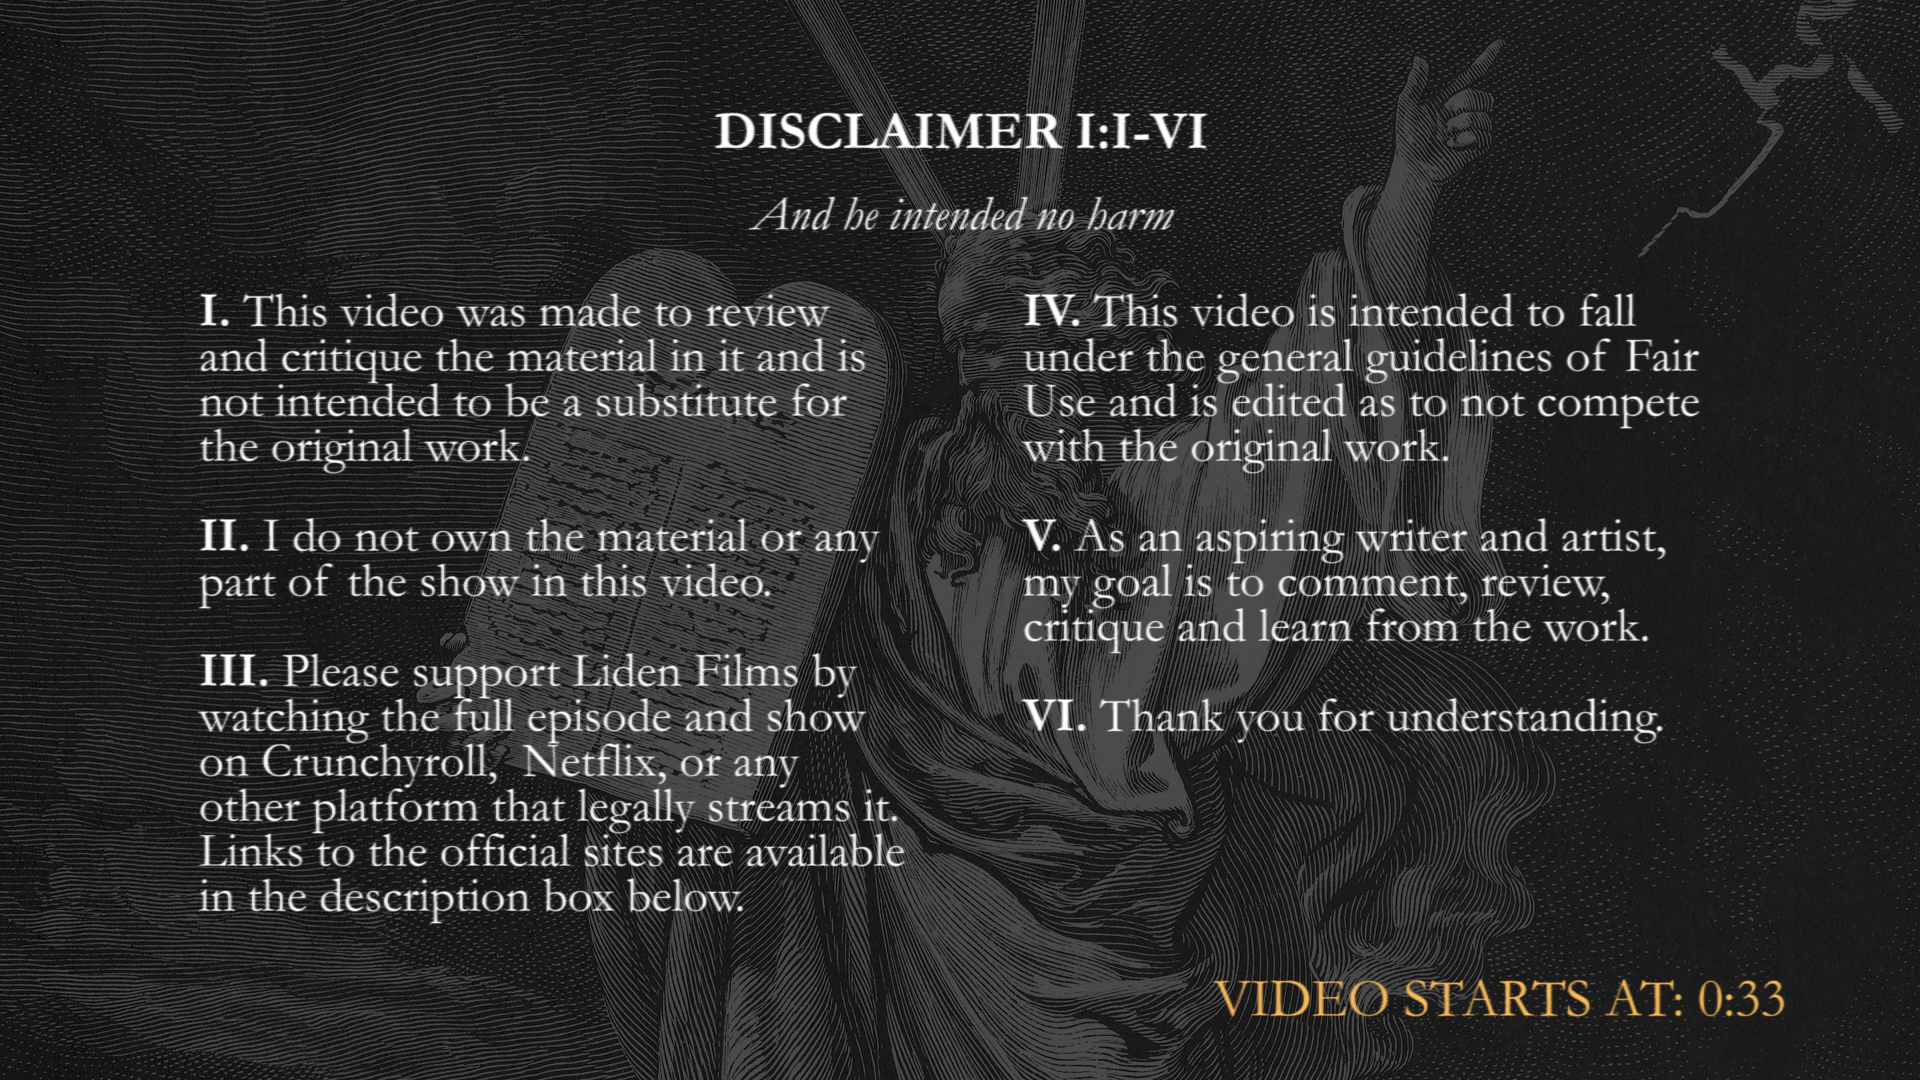 DISCLAIMER I:I-VI
And he intended no harm
I. This video was made to review
and critique the material in it and is
not intended to be a substitute for
the original work.
II. I do not own the material or any
part of the show in this video.
III. Please support Liden Films by
watching the full episode and show
on Crunchyroll, Netflix, or any
other platform that legally streams it.
Links to the official sites are available
in the description box below.
IV. This video is intended to fall
under the general guidelines of Fair
Use and is edited as to not compete
with the original work.
V. As an aspiring writer and artist,
my goal is to comment, review,
critique and learn from the work.
VI. Thank you for understanding.
VIDEO STARTS AT: 0:33